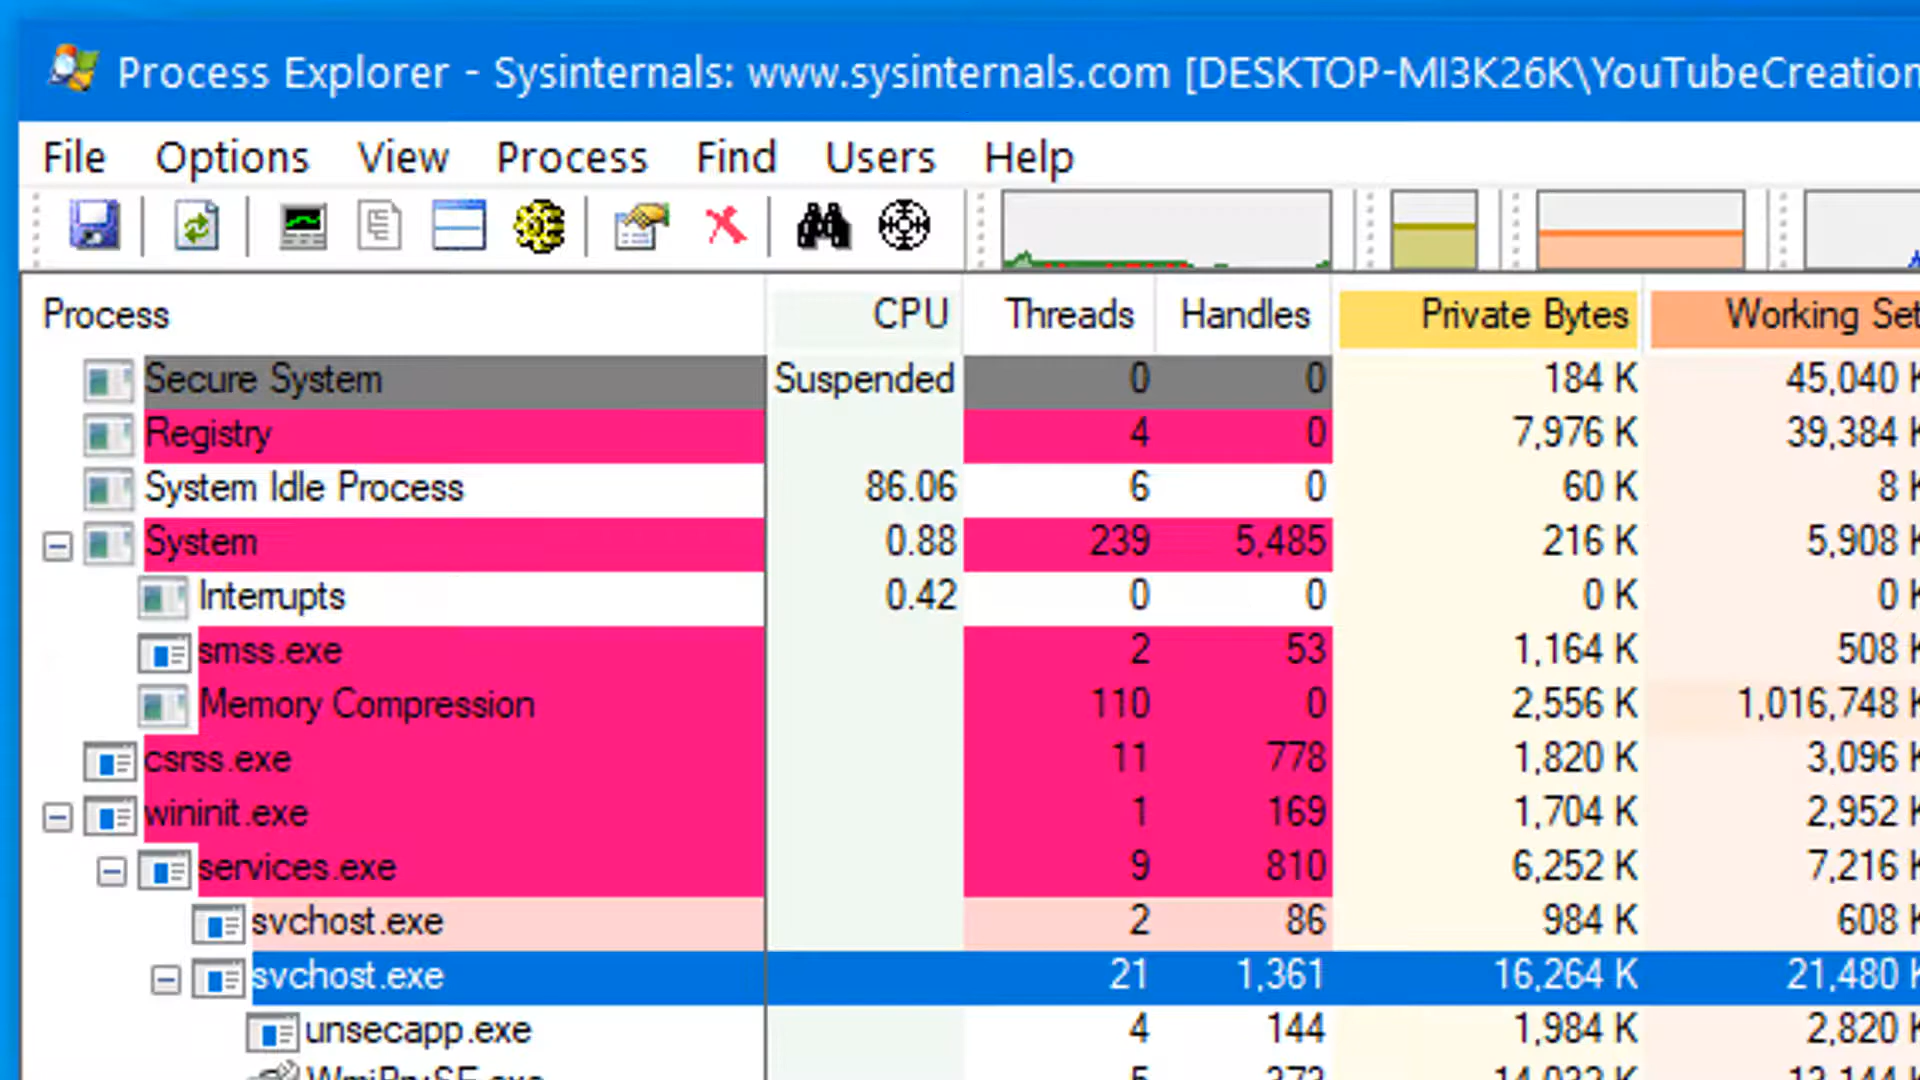 Process Explorer - Sysinternals: www.sysinternals.com [DESKTOP-MI3K26K\YouTubeCreation
File Options View Process Find Users Help
Process CPU Threads Handles Private Bytes Working Set
Secure System Suspended 0 0 184 K 45,040 K
Registry 4 0 7,976 K 39,384 K
System Idle Process 86.06 6 0 60 K 8 K
System 0.88 239 5,485 216 K 5,908 K
Interrupts 0.42 0 0 0 K 0 K
smss.exe 2 53 1,164 K 508 K
Memory Compression 110 0 2,556 K 1,016,748 K
csrss.exe 11 778 1,820 K 3,096 K
wininit.exe 1 169 1,704 K 2,952 K
services.exe 9 810 6,252 K 7,216 K
svchost.exe 2 86 984 K 608 K
svchost.exe 21 1,361 16,264 K 21,480 K
unsecapp.exe 4 144 1,984 K 2,820 K